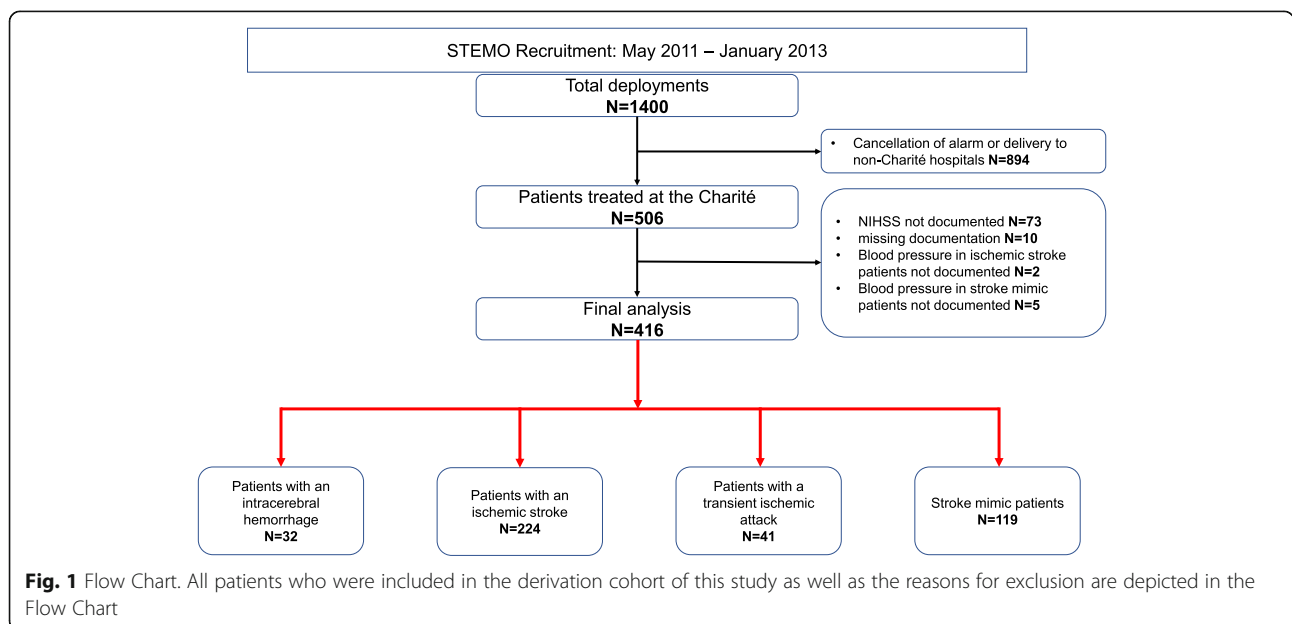 STEMO Recruitment: May 2011 – January 2013
Total deployments
N=1400
• Cancellation of alarm or delivery to
non-Charité hospitals N=894
Patients treated at the Charité
N=506
• NIHSS not documented N=73
• missing documentation N=10
• Blood pressure in ischemic stroke
patients not documented N=2
• Blood pressure in stroke mimic
patients not documented N=5
Final analysis
N=416
Patients with an
intracerebral
hemorrhage
N=32
Patients with an
ischemic stroke
N=224
Patients with a
transient ischemic
attack
N=41
Stroke mimic patients
N=119
Fig. 1 Flow Chart. All patients who were included in the derivation cohort of this study as well as the reasons for exclusion are depicted in the
Flow Chart